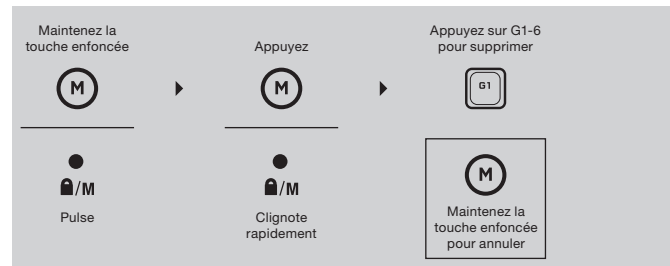 Maintenez la
touche enfoncée
M
/M
Pulse
Appuyez
M
/M
Clignote
rapidement
Appuyez sur G1-6
pour supprimer
G1
M
Maintenez la
touche enfoncée
pour annuler